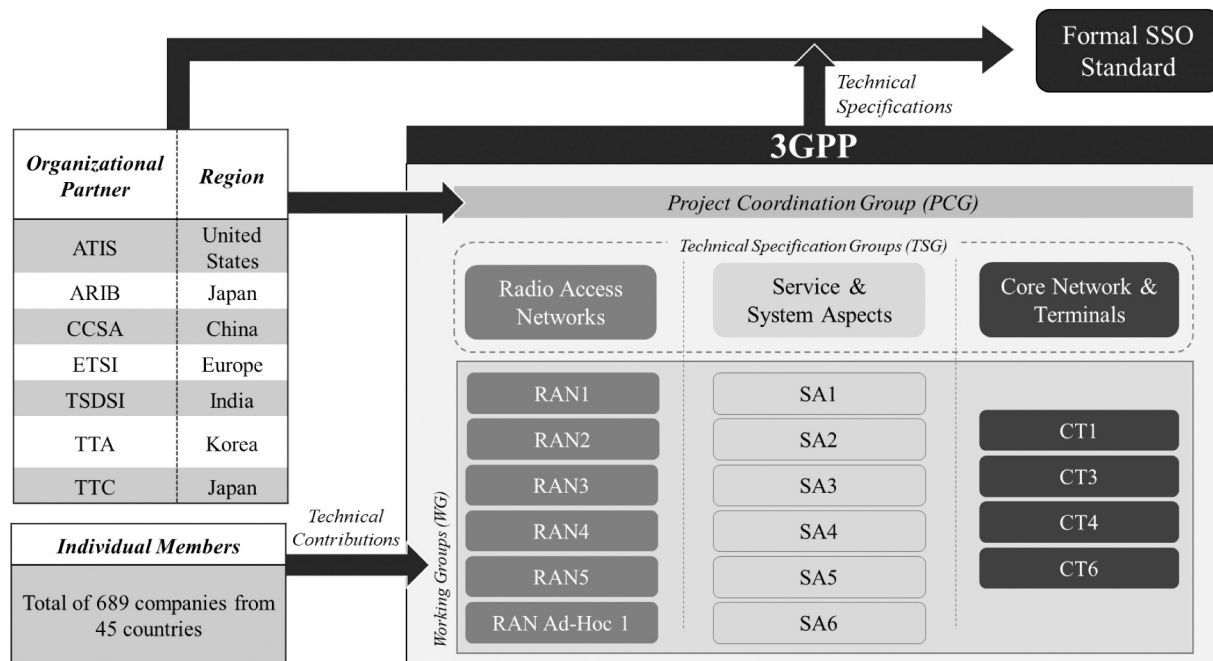 Formal SSO
Standard
Technical
Specifications
Organizational
Partner
Region
ATIS
United
States
ARIB
Japan
CCSA
China
ETSI
Europe
TSDSI
India
TTA
Korea
TTC
Japan
Individual Members
Total of 689 companies from
45 countries
Technical
Contributions
3GPP
Project Coordination Group (PCG)
Technical Specification Groups (TSG)
Radio Access
Networks
Service &
System Aspects
Core Network &
Terminals
Working Groups (WG)
RAN1
RAN2
RAN3
RAN4
RAN5
RAN Ad-Hoc 1
SA1
SA2
SA3
SA4
SA5
SA6
CT1
CT3
CT4
CT6